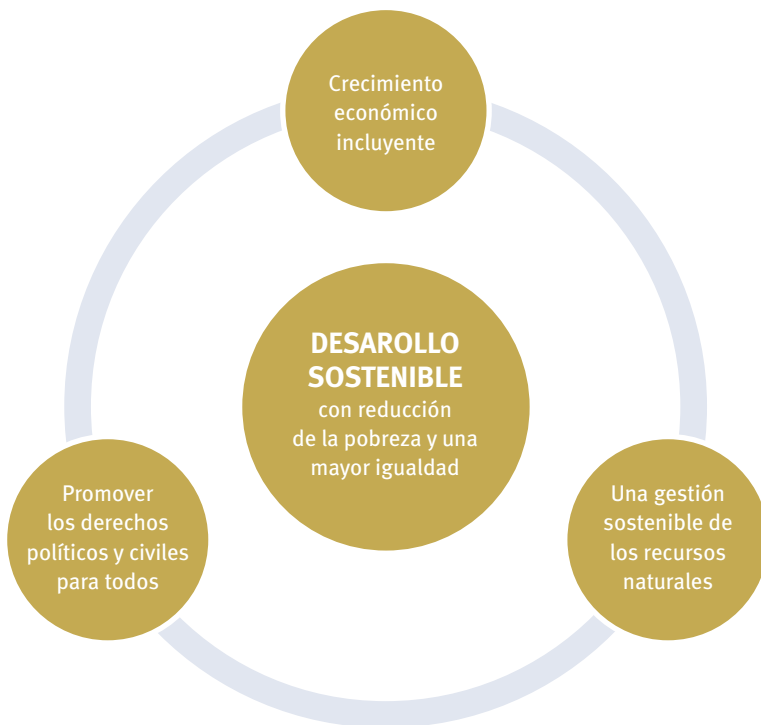 Crecimiento
económico
incluyente
DESAROLLO
SOSTENIBLE
con reducción
de la pobreza y una
mayor igualdad
Promover
los derechos
políticos y civiles
para todos
Una gestión
sostenible de
los recursos
naturales